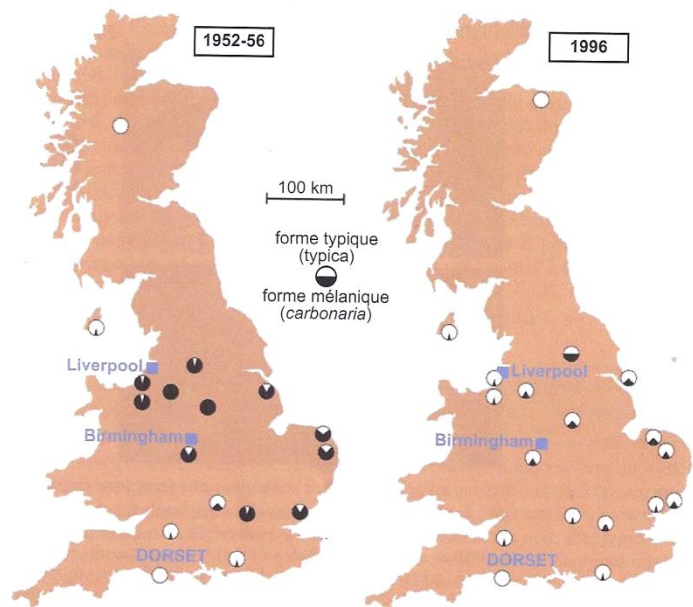 1952-56
1996
100 km
forme typique
(typica)
forme mélanique
(carbonaria)
Liverpool
Birmingham
DORSET
Liverpool
Birmingham
DORSET